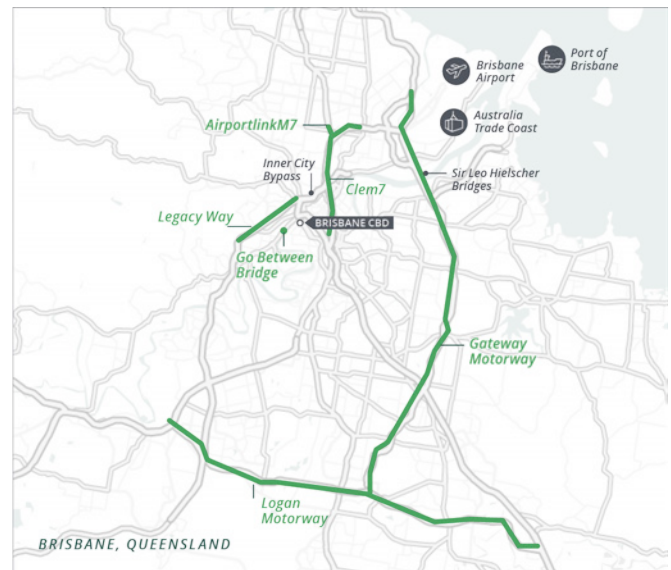 Port of
Brisbane
Brisbane
Airport
Australia
Trade Coast
AirportlinkM7
Inner City
Bypass
Clem7
Sir Leo Hielscher
Bridges
Legacy Way
BRISBANE CBD
Go Between
Bridge
Gateway
Motorway
Logan
Motorway
BRISBANE, QUEENSLAND